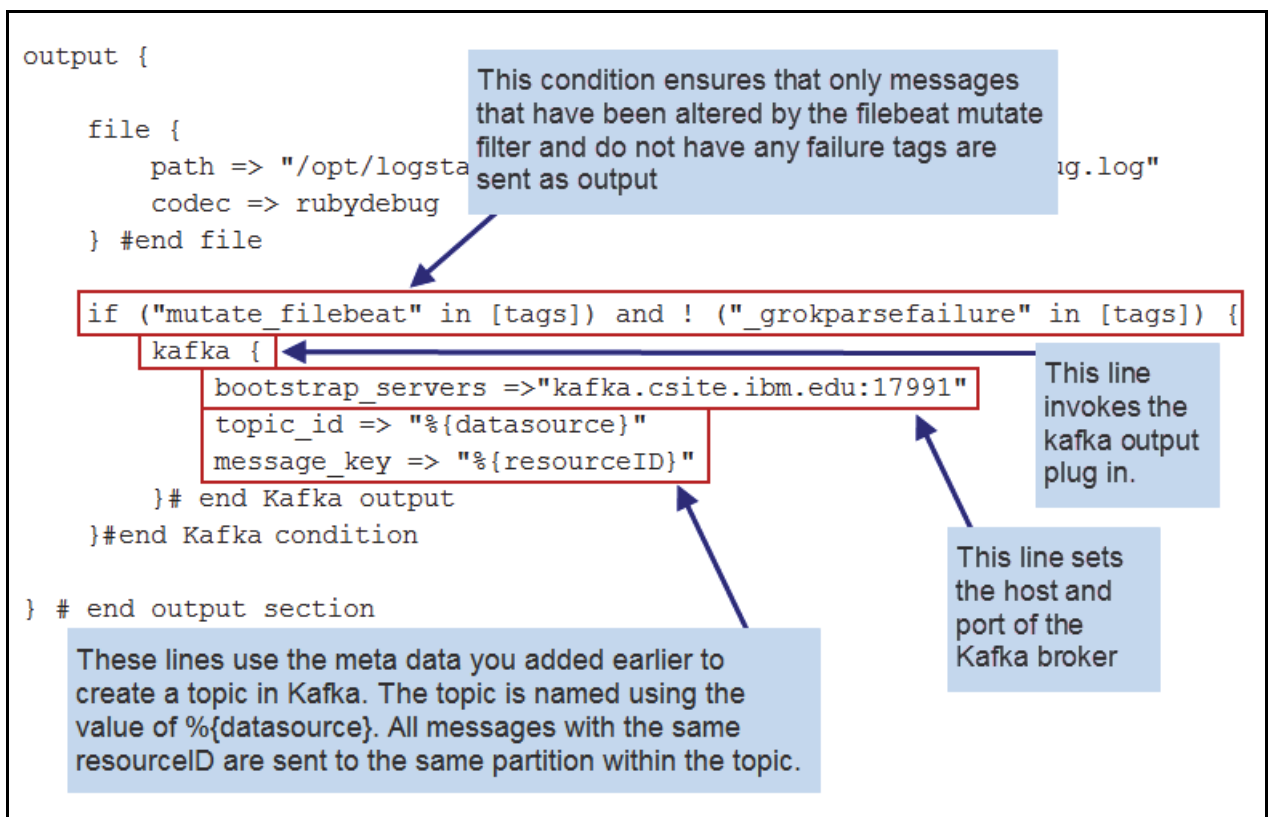 output {
This condition ensures that only messages
that have been altered by the filebeat mutate
filter and do not have any failure tags are
sent as output
file {
path => "/opt/logsta ug.log"
codec => rubydebug
} #end file
if ("mutate_filebeat" in [tags]) and ! ("_grokparsefailure" in [tags]) {
kafka {
This line
invokes the
kafka output
plug in.
bootstrap_servers =>"kafka.csite.ibm.edu:17991"
topic_id => "%{datasource}"
message_key => "%{resourceID}"
}# end Kafka output
}#end Kafka condition
This line sets
the host and
port of the
Kafka broker
} # end output section
These lines use the meta data you added earlier to
create a topic in Kafka. The topic is named using the
value of %{datasource}. All messages with the same
resourceID are sent to the same partition within the topic.